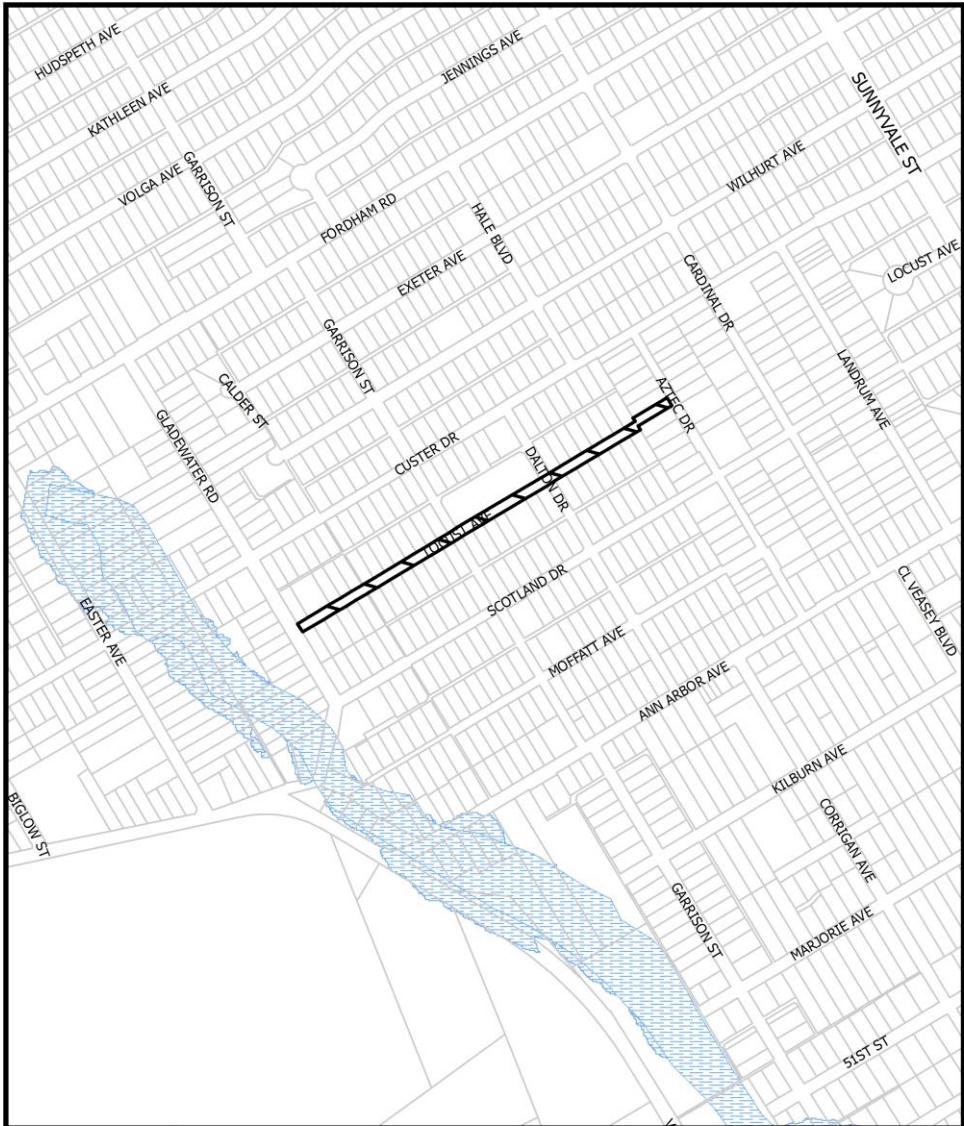 HUDSPETH AVE
JENNINGS AVE
KATHLEEN AVE
SUNNYVALE ST
VOLGA AVE
GARRISON ST
WILHURT AVE
FORDHAM RD
HALE BLVD
EXETER AVE
LOCUST AVE
CARDINAL DR
GARRISON ST
CALDER ST
LANDRUM AVE
AZTEC DR
GLADEWATER RD
CUSTER DR
DALTON DR
LOCUST AVE
SCOTLAND DR
EASTER AVE
CL VEASEY BLVD
MOFFATT AVE
ANN ARBOR AVE
KILBURN AVE
BIGLOW ST
CORRIGAN AVE
GARRISON ST
MARJORIE AVE
51ST ST